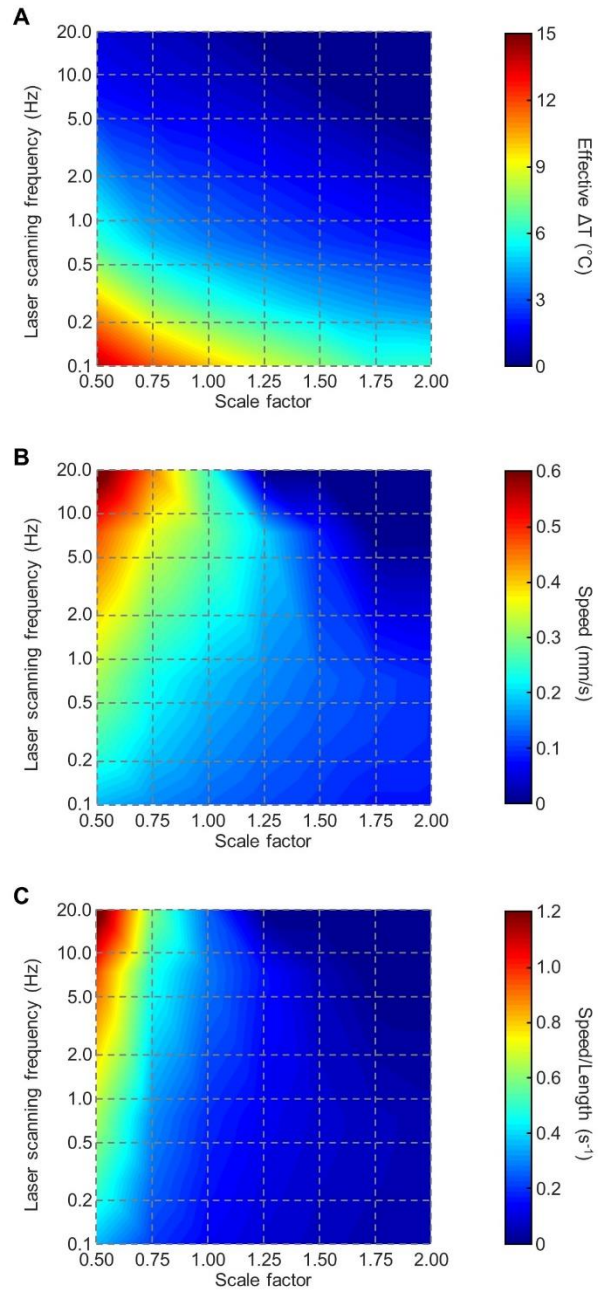 A
Laser scanning frequency (Hz)
20.0
10.0
5.0
2.0
1.0
0.5
0.2
0.1
0.50 0.75 1.00 1.25 1.50 1.75 2.00
Scale factor
15
12
9
6
3
0
Effective ΔT (°C)
B
Laser scanning frequency (Hz)
20.0
10.0
5.0
2.0
1.0
0.5
0.2
0.1
0.50 0.75 1.00 1.25 1.50 1.75 2.00
Scale factor
0.6
0.5
0.4
0.3
0.2
0.1
0
Speed (mm/s)
C
Laser scanning frequency (Hz)
20.0
10.0
5.0
2.0
1.0
0.5
0.2
0.1
0.50 0.75 1.00 1.25 1.50 1.75 2.00
Scale factor
1.2
1.0
0.8
0.6
0.4
0.2
0
Speed/Length (s⁻¹)